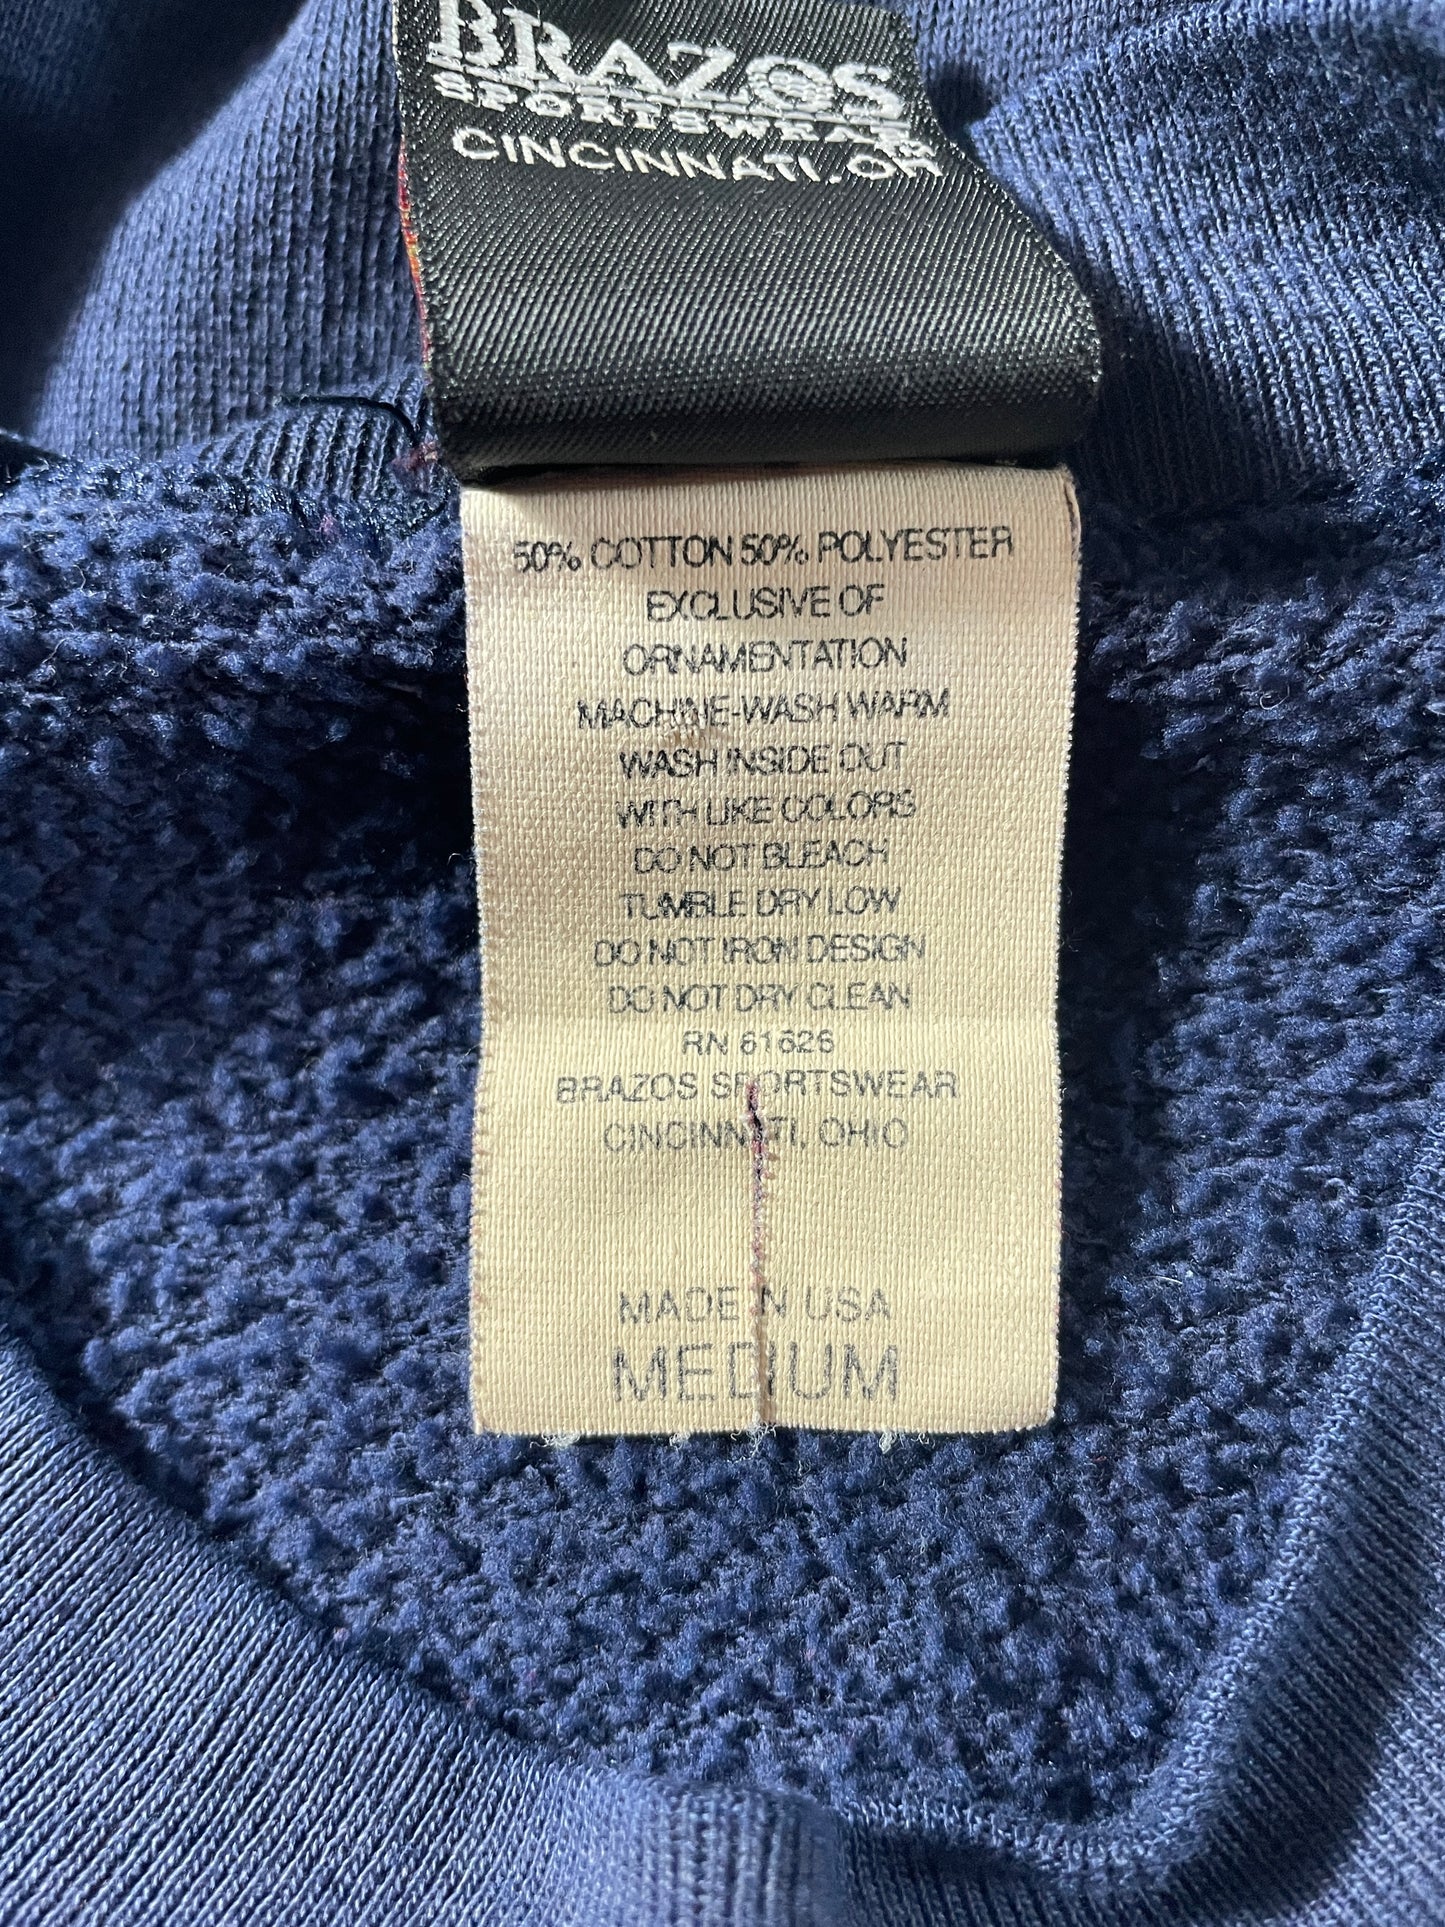 BRAZOS
SPORTSWEAR
CINCINNATI, OH
50% COTTON 50% POLYESTER
EXCLUSIVE OF
ORNAMENTATION
MACHINE-WASH WARM
WASH INSIDE OUT
WITH LIKE COLORS
DO NOT BLEACH
TUMBLE DRY LOW
DO NOT IRON DESIGN
DO NOT DRY CLEAN
RN 61626
BRAZOS SPORTSWEAR
CINCINNATI, OHIO
MADE IN USA
MEDIUM